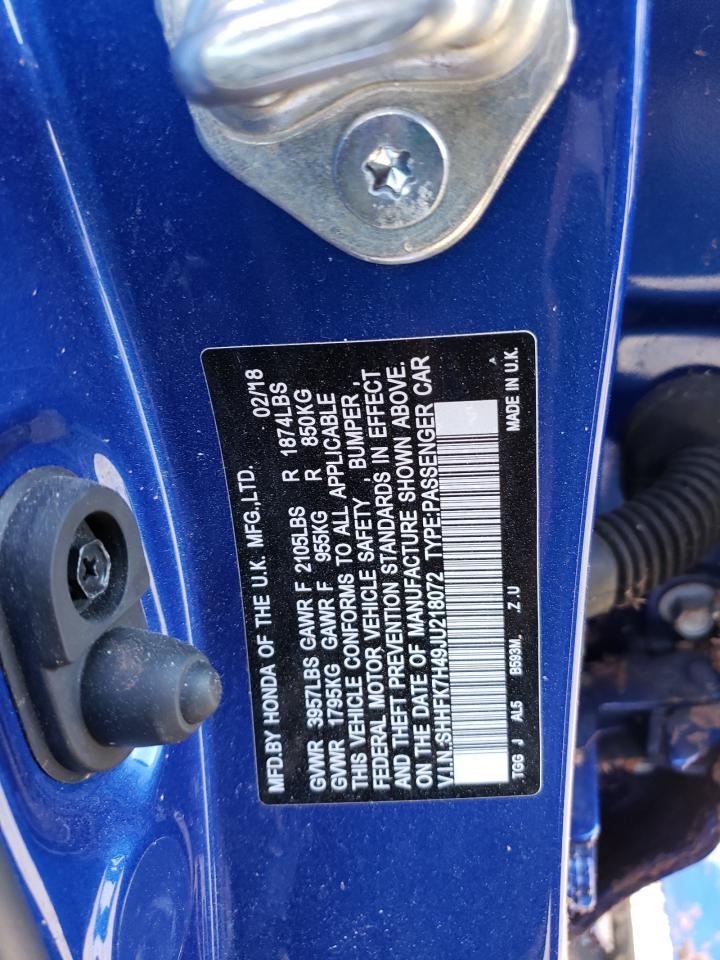 MFD.BY HONDA OF THE U.K. MFG.,LTD. 02/18
GVWR 3957LBS GAWR F 2105LBS R 1874LBS
GVWR 1795KG GAWR F 955KG R 850KG
THIS VEHICLE CONFORMS TO ALL APPLICABLE
FEDERAL MOTOR VEHICLE SAFETY , BUMPER ,
AND THEFT PREVENTION STANDARDS IN EFFECT
ON THE DATE OF MANUFACTURE SHOWN ABOVE.
V.I.N.:SHHFK7H49JU218072 TYPE:PASSENGER CAR
TGG J AL5 B593M. .Z.U MADE IN U.K.